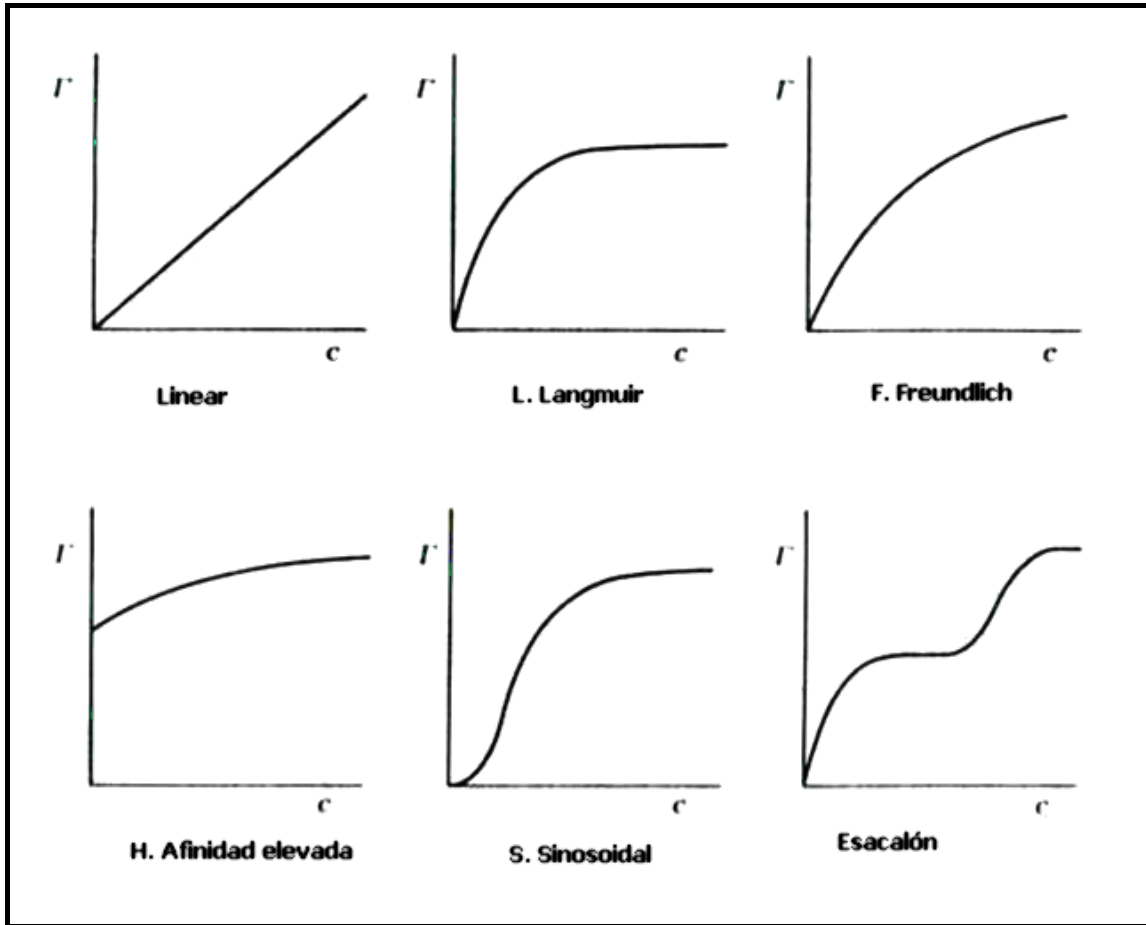 Γ
c
Linear
Γ
c
L. Langmuir
Γ
c
F. Freundlich
Γ
c
H. Afinidad elevada
Γ
c
S. Sinosoidal
Γ
c
Esacalón